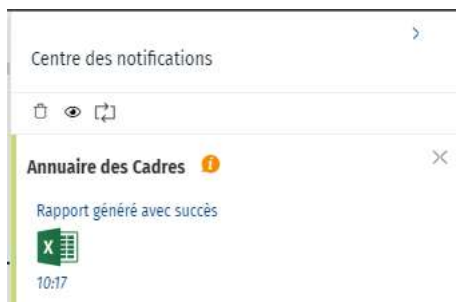 Centre des notifications
Annuaire des Cadres
Rapport généré avec succès
10:17